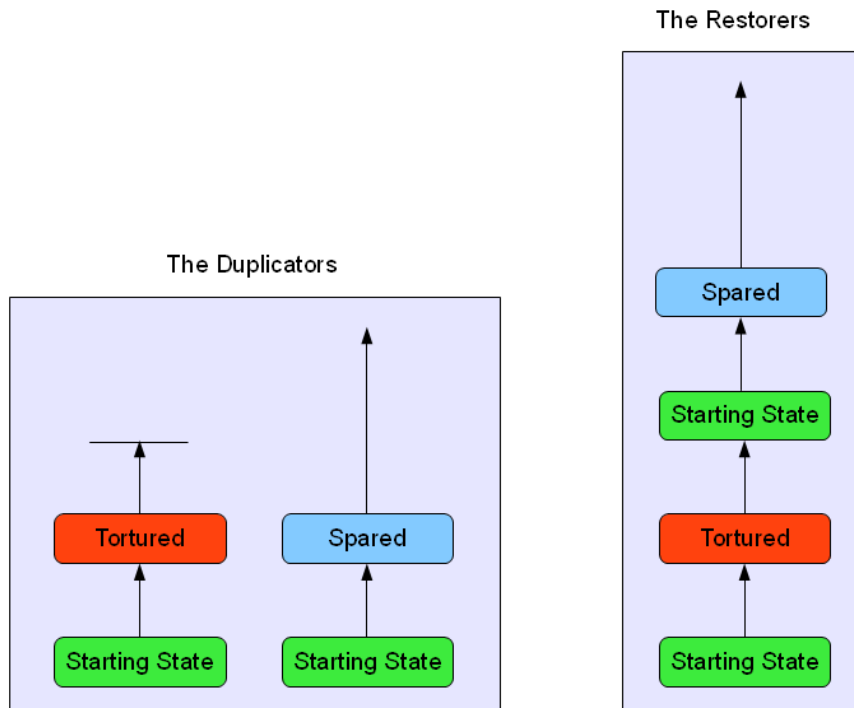 The Restorers
The Duplicators
Tortured
Spared
Starting State
Starting State
Spared
Starting State
Tortured
Starting State